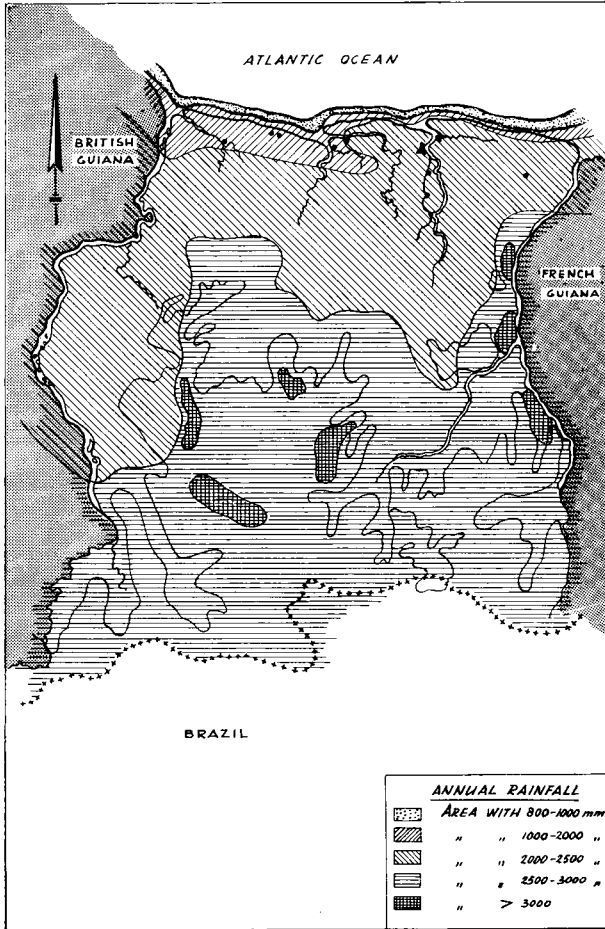 ATLANTIC OCEAN
BRITISH
GUIANA
FRENCH
GUIANA
BRAZIL
ANNUAL RAINFALL
AREA WITH 800-1000 mm
" " 1000-2000 "
" " 2000-2500 "
" " 2500-3000 "
" > 3000